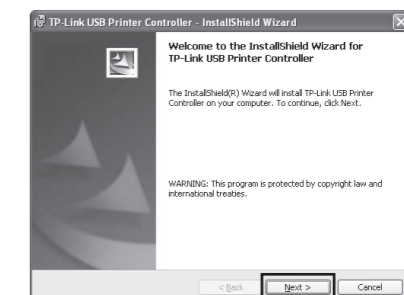 TP-Link USB Printer Controller - InstallShield Wizard
Welcome to the InstallShield Wizard for
TP-Link USB Printer Controller
The InstallShield(R) Wizard will install TP-Link USB Printer
Controller on your computer. To continue, click Next.
WARNING: This program is protected by copyright law and
international treaties.
< Back Next > Cancel